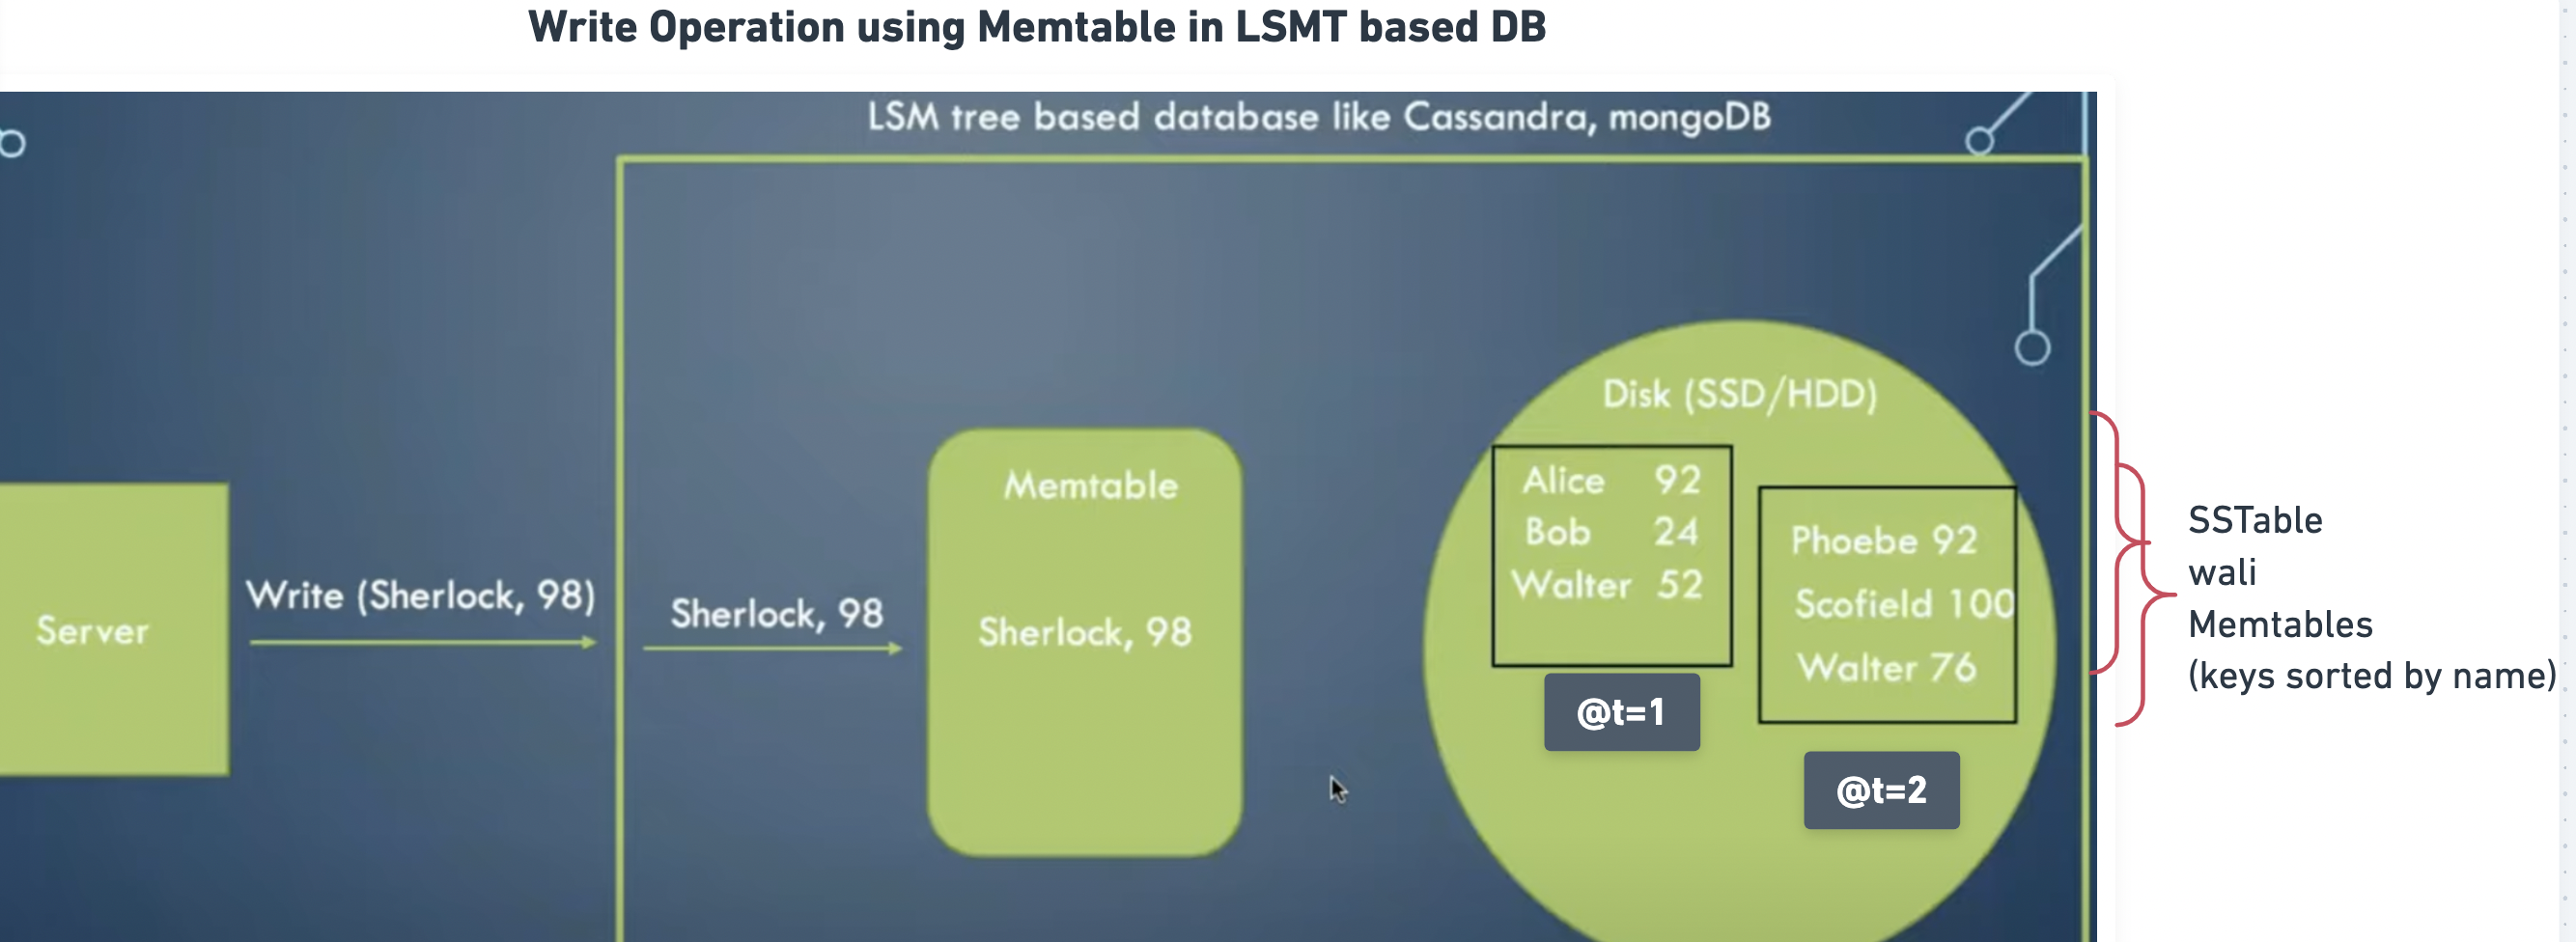 Write Operation using Memtable in LSMT based DB
LSM tree based database like Cassandra, mongoDB
Server
Write (Sherlock, 98)
Sherlock, 98
Memtable
Sherlock, 98
Disk (SSD/HDD)
Alice 92
Bob 24
Walter 52
@t=1
Phoebe 92
Scofield 100
Walter 76
@t=2
SSTable
wali
Memtables
(keys sorted by name)